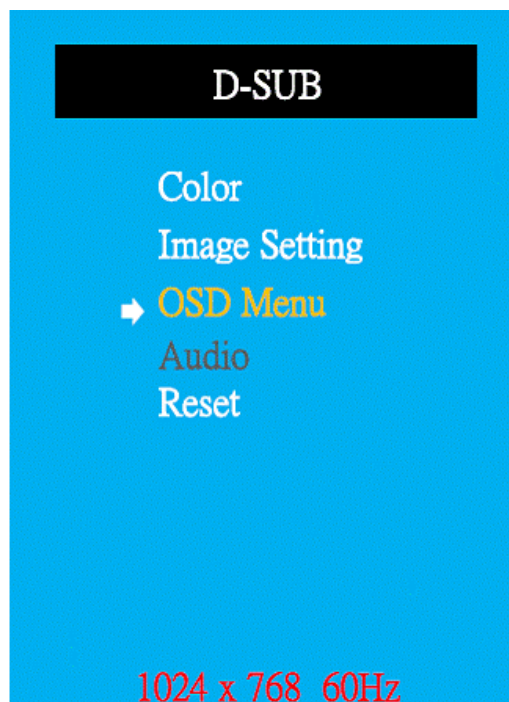 D-SUB
Color
Image Setting
OSD Menu
Audio
Reset
1024 x 768 60Hz